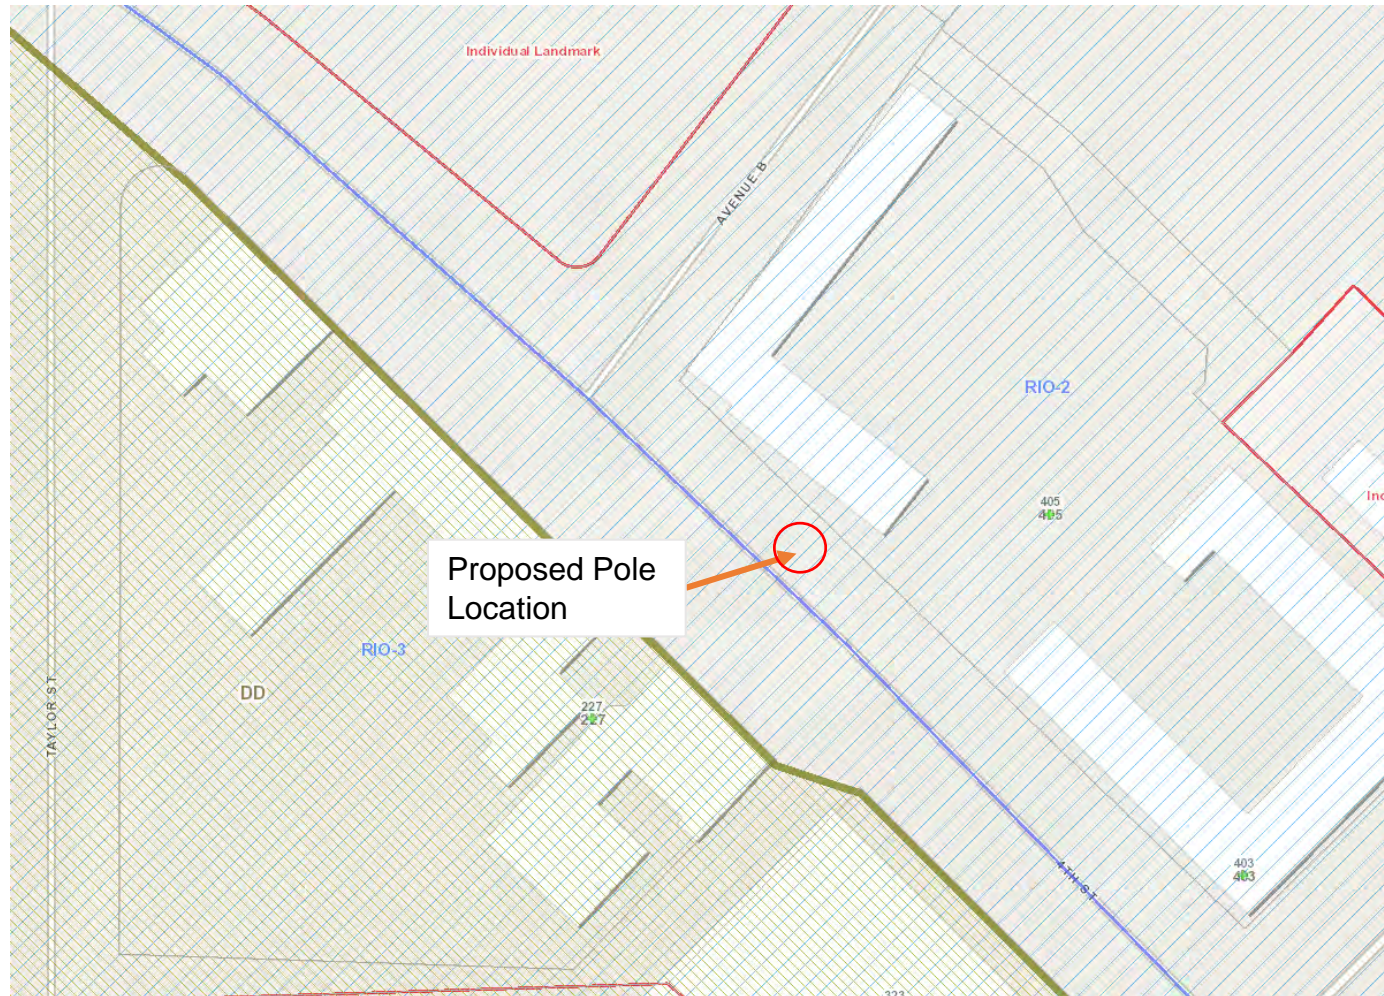 Individual Landmark
AVENUE B
RIO-2
405
405
Proposed Pole
Location
RIO-3
DD
TAYLOR ST
227
227
4TH ST
403
403